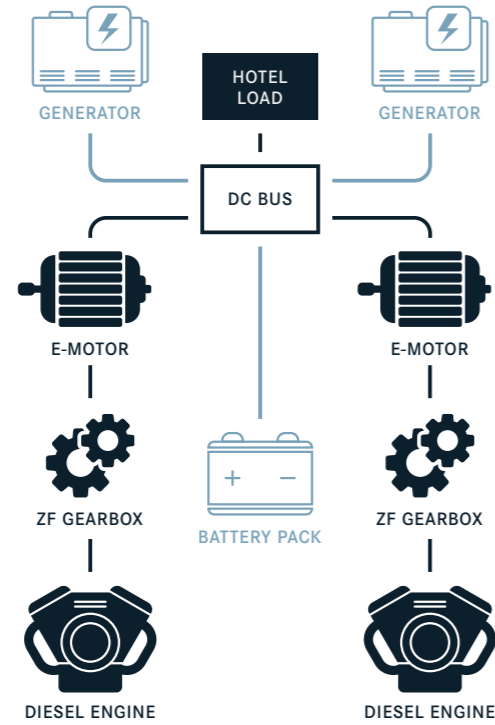 GENERATOR
HOTEL
LOAD
GENERATOR
DC BUS
E-MOTOR
E-MOTOR
ZF GEARBOX
+ −
BATTERY PACK
ZF GEARBOX
DIESEL ENGINE
DIESEL ENGINE